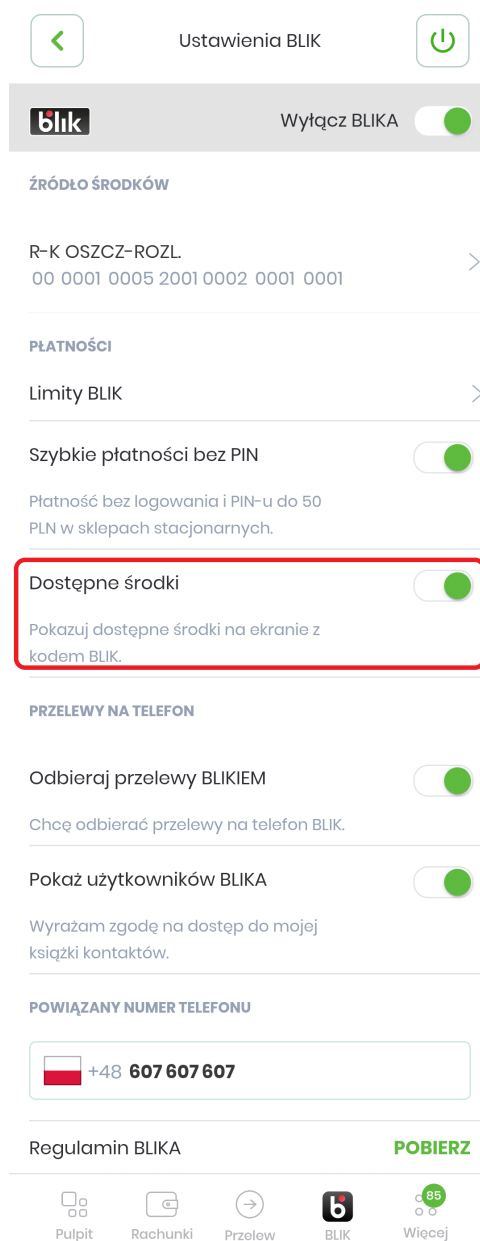 Ustawienia BLIK
blik
Wyłącz BLIKA
ŹRÓDŁO ŚRODKÓW
R-K OSZCZ-ROZL.
00 0001 0005 2001 0002 0001 0001
PŁATNOŚCI
Limity BLIK
Szybkie płatności bez PIN
Płatność bez logowania i PIN-u do 50
PLN w sklepach stacjonarnych.
Dostępne środki
Pokazuj dostępne środki na ekranie z
kodem BLIK.
PRZELEWY NA TELEFON
Odbieraj przelewy BLIKIEM
Chcę odbierać przelewy na telefon BLIK.
Pokaż użytkowników BLIKA
Wyrażam zgodę na dostęp do mojej
książki kontaktów.
POWIĄZANY NUMER TELEFONU
+48 607 607 607
Regulamin BLIKA
POBIERZ
b
85
Pulpit
Rachunki
Przelew
BLIK
Więcej